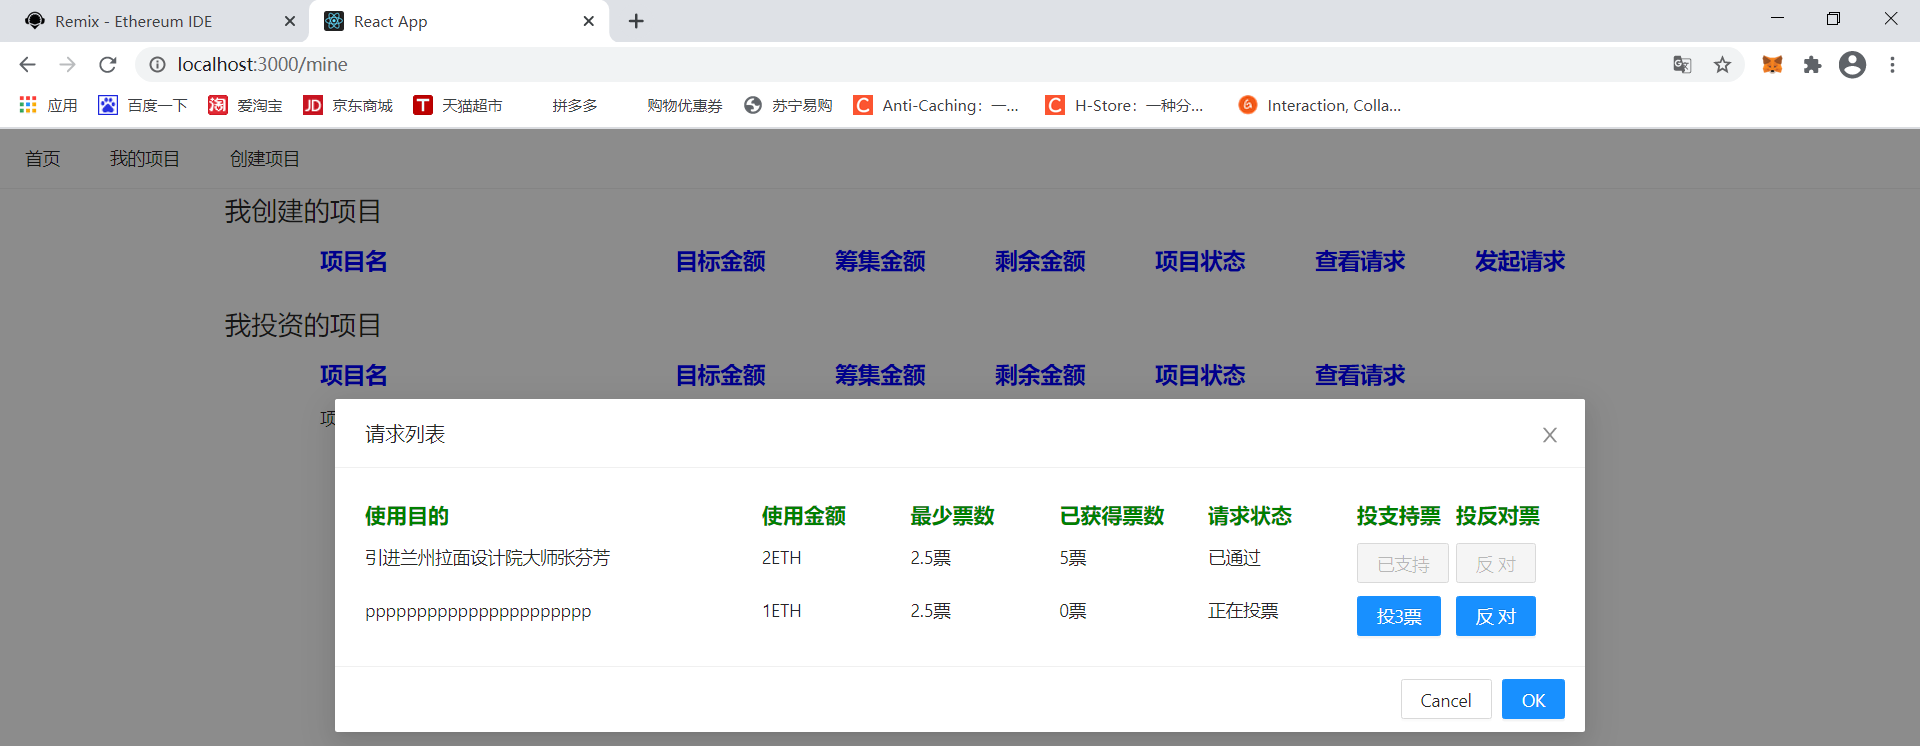 Remix - Ethereum IDE
React App
localhost:3000/mine
应用 百度一下 爱淘宝 京东商城 天猫超市 拼多多 购物优惠券 苏宁易购 Anti-Caching：一... H-Store：一种分... Interaction, Colla...
首页 我的项目 创建项目
我创建的项目
项目名 目标金额 筹集金额 剩余金额 项目状态 查看请求 发起请求
我投资的项目
项目名 目标金额 筹集金额 剩余金额 项目状态 查看请求
项
请求列表
使用目的 使用金额 最少票数 已获得票数 请求状态 投支持票 投反对票
引进兰州拉面设计院大师张芬芳 2ETH 2.5票 5票 已通过 已支持 反 对
pppppppppppppppppppppp 1ETH 2.5票 0票 正在投票 投3票 反 对
Cancel OK